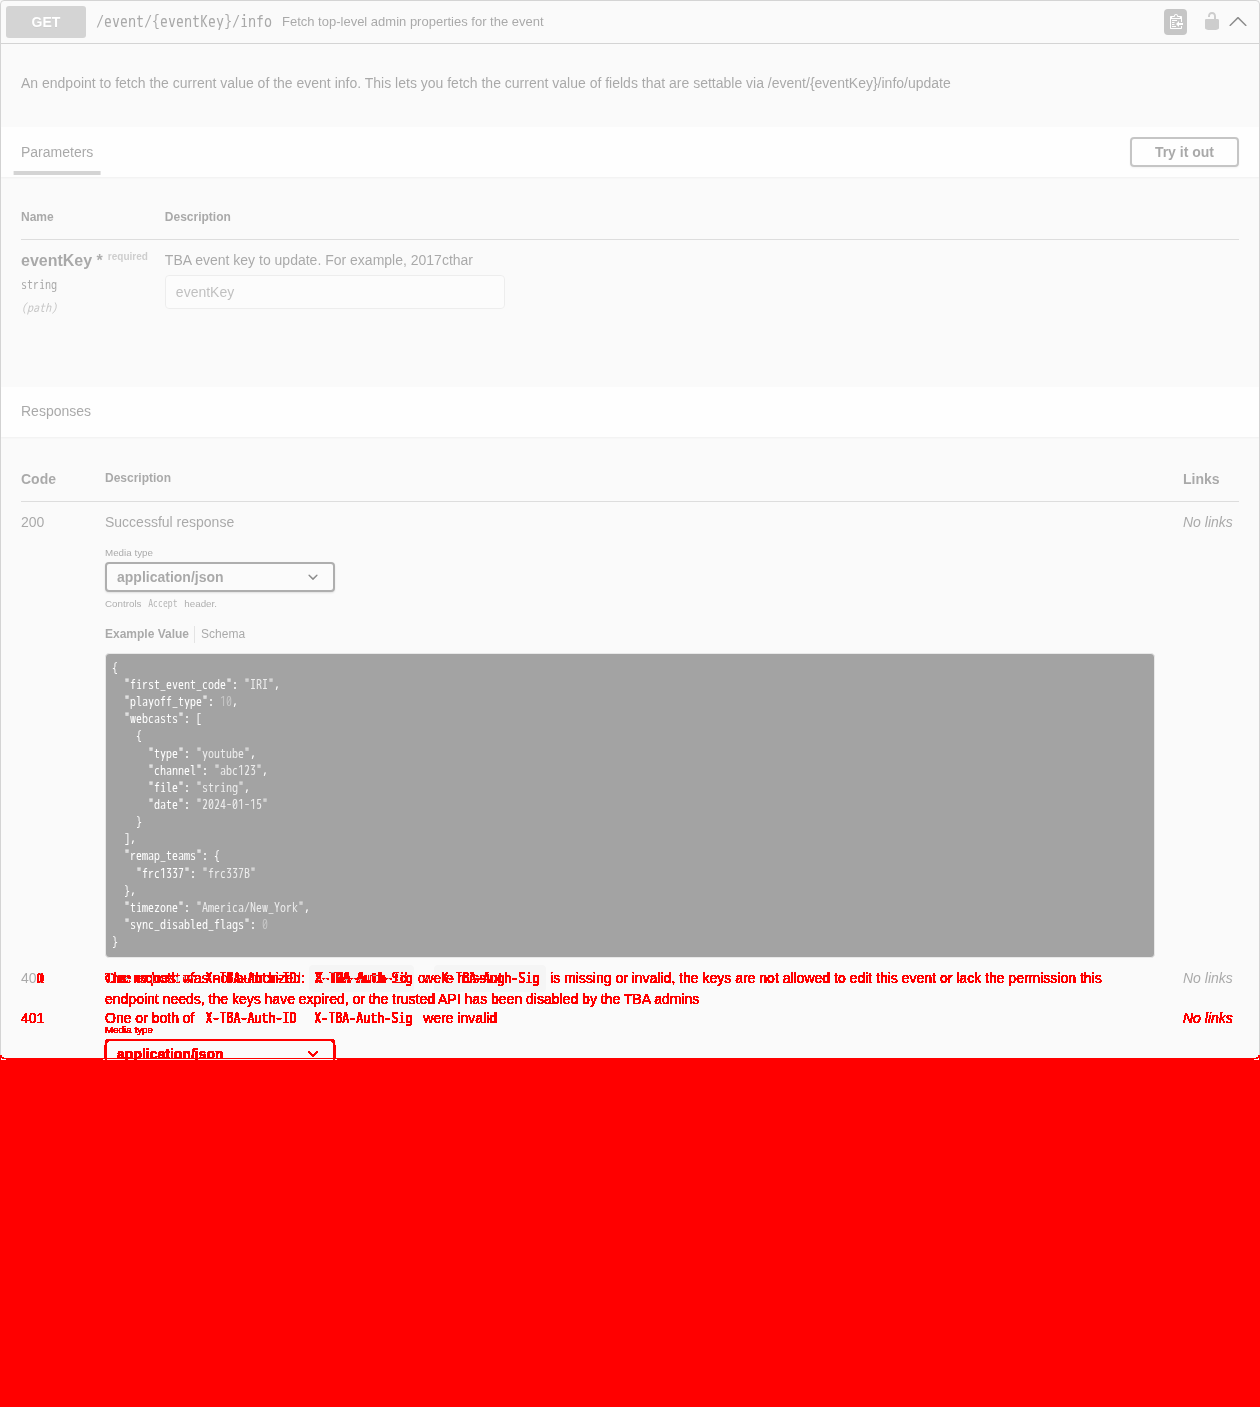 GET /event/{eventKey}/info Fetch top-level admin properties for the event
An endpoint to fetch the current value of the event info. This lets you fetch the current value of fields that are settable via /event/{eventKey}/info/update
Parameters
Try it out
Name Description
eventKey * required
TBA event key to update. For example, 2017cthar
string
eventKey
(path)
Responses
Code Description Links
200 Successful response No links
Media type
application/json
Controls Accept header.
Example Value Schema
{
"first_event_code": "IRI",
"playoff_type": 10,
"webcasts": [
{
"type": "youtube",
"channel": "abc123",
"file": "string",
"date": "2024-01-15"
}
],
"remap_teams": {
"frc1337": "frc337B"
},
"timezone": "America/New_York",
"sync_disabled_flags": 0
}
is missing or invalid, the keys are not allowed to edit this event or lack the permission this No links
endpoint needs, the keys have expired, or the trusted API has been disabled by the TBA admins
401 One or both of X-TBA-Auth-ID X-TBA-Auth-Sig were invalid No links
Media type
application/json